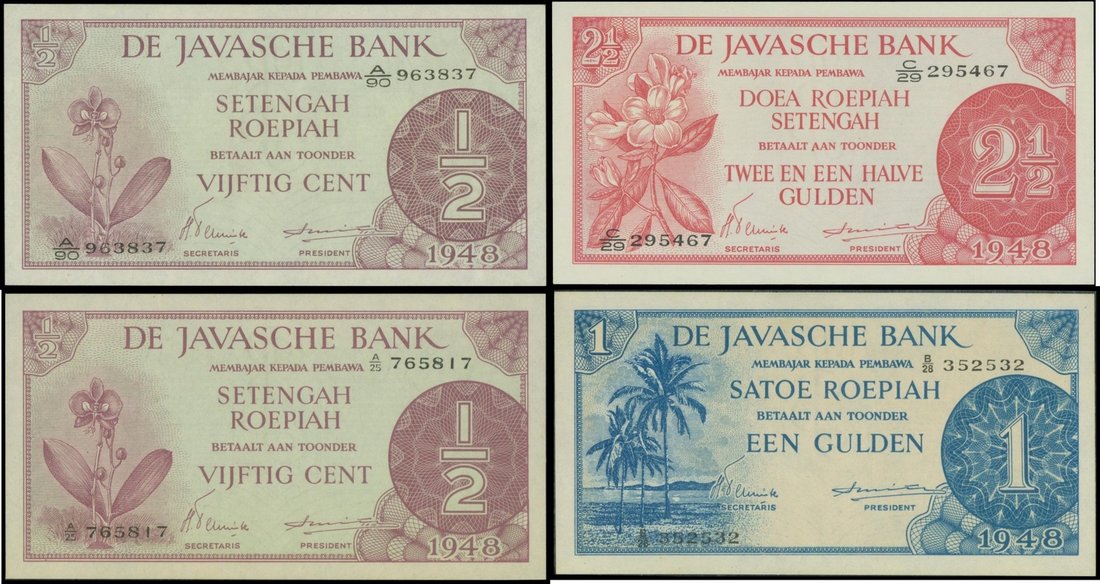 1/2
DE JAVASCHE BANK
MEMBAJAR KEPADA PEMBAWA A/90 963837
SETENGAH
ROEPIAH
BETAALT AAN TOONDER
VIJFTIG CENT
1/2
A/90 963837
SECRETARIS
PRESIDENT
1948
2 1/2
DE JAVASCHE BANK
MEMBAJAR KEPADA PEMBAWA C/29 295467
DOEA ROEPIAH
SETENGAH
BETAALT AAN TOONDER
TWEE EN EEN HALVE
GULDEN
2 1/2
C/29 295467
SECRETARIS
PRESIDENT
1948
1/2
DE JAVASCHE BANK
MEMBAJAR KEPADA PEMBAWA A/25 765817
SETENGAH
ROEPIAH
BETAALT AAN TOONDER
VIJFTIG CENT
1/2
A/25 765817
SECRETARIS
PRESIDENT
1948
1
DE JAVASCHE BANK
MEMBAJAR KEPADA PEMBAWA B/28 352532
SATOE ROEPIAH
BETAALT AAN TOONDER
EEN GULDEN
1
352532
SECRETARIS
PRESIDENT
1948